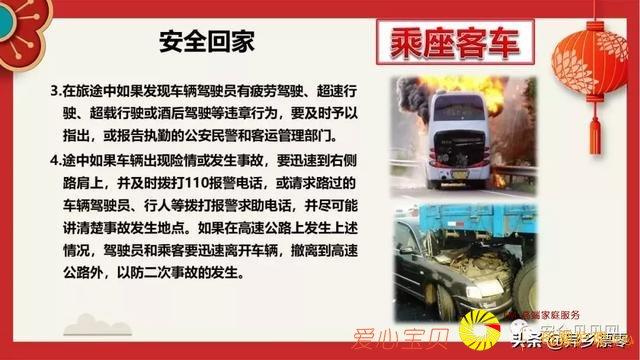 安全回家
乘座客车
3.在旅途中如果发现车辆驾驶员有疲劳驾驶、超速行
驶、超载行驶或酒后驾驶等违章行为，要及时予以
指出，或报告执勤的公安民警和客运管理部门。
4.途中如果车辆出现险情或发生事故，要迅速到右侧
路肩上，并及时拨打110报警电话，或请求路过的
车辆驾驶员、行人等拨打报警求助电话，并尽可能
讲清楚事故发生地点。如果在高速公路上发生上述
情况，驾驶员和乘客要迅速离开车辆，撤离到高速
公路外，以防二次事故的发生。
家庭服务
爱心宝贝
头条@异乡漂零